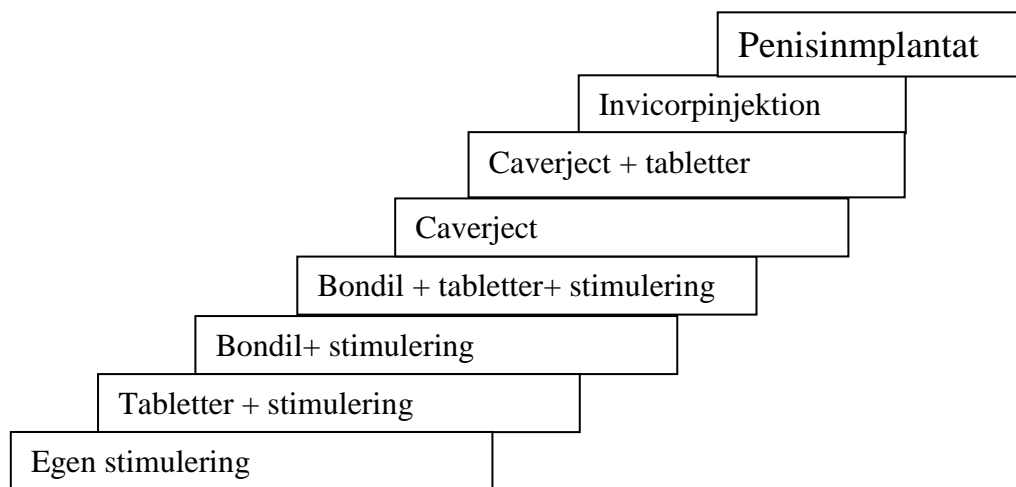 Penisinmplantat
Invicorpinjektion
Caverject + tabletter
Caverject
Bondil + tabletter+ stimulering
Bondil+ stimulering
Tabletter + stimulering
Egen stimulering